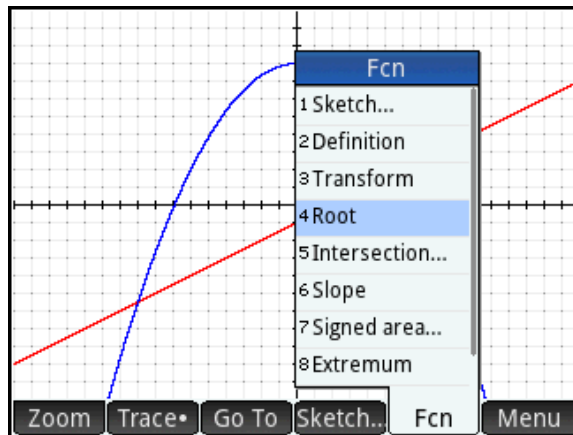 Fcn
1 Sketch...
2 Definition
3 Transform
4 Root
5 Intersection...
6 Slope
7 Signed area...
8 Extremum
Zoom Trace• Go To Sketch... Fcn Menu